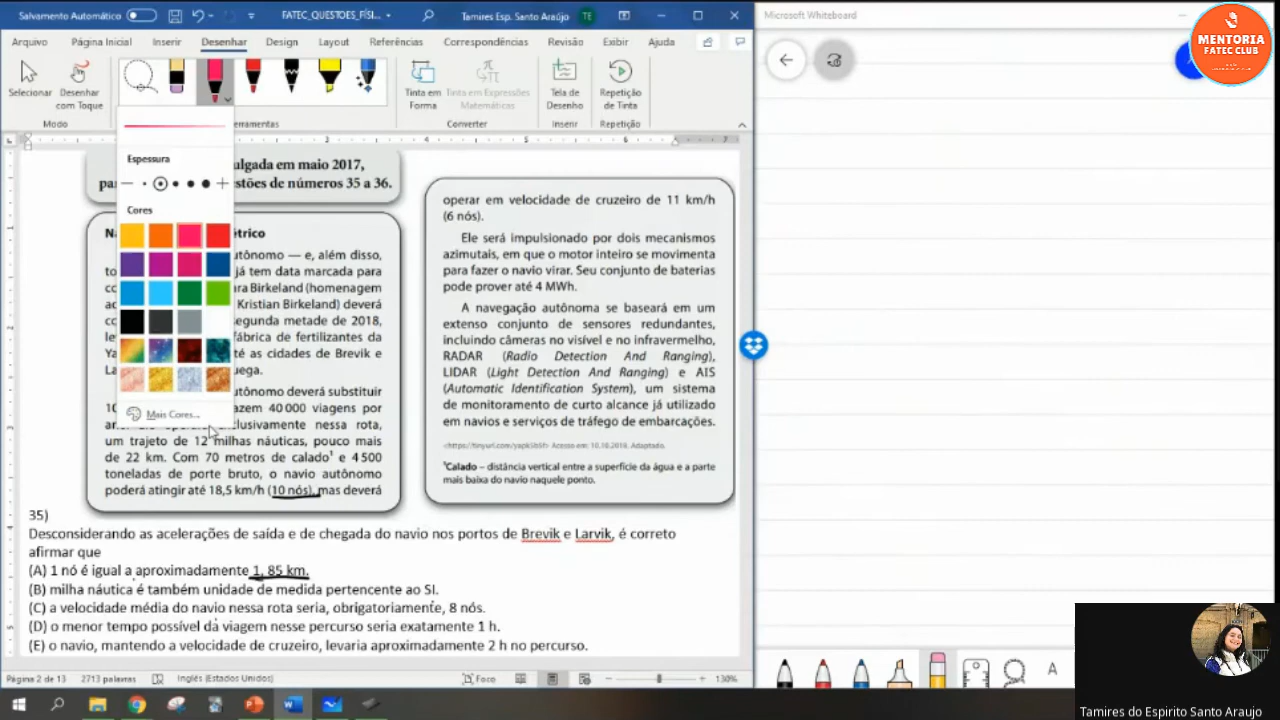 Salvamento Automático
FATEC_QUESTOES_FÍSI...
Tamires Esp. Santo Araújo
TE
Microsoft Whiteboard
MENTORIA
FATEC CLUB
Arquivo
Página Inicial
Inserir
Desenhar
Design
Layout
Referências
Correspondências
Revisão
Exibir
Ajuda
Selecionar
Desenhar
com Toque
Tinta em
Forma
Tinta em Expressões
Matemáticas
Tela de
Desenho
Repetição
de Tinta
Modo
erramentas
Converter
Inserir
Repetição
Espessura
Cores
Mais Cores...
ulgada em maio 2017,
stões de números 35 a 36.
étrico
utônomo — e, além disso,
já tem data marcada para
ara Birkeland (homenagem
Kristian Birkeland) deverá
segunda metade de 2018,
fábrica de fertilizantes da
té as cidades de Brevik e
uega.
utônomo deverá substituir
azem 40 000 viagens por
clusivamente nessa rota,
um trajeto de 12 milhas náuticas, pouco mais
de 22 km. Com 70 metros de calado¹ e 4 500
toneladas de porte bruto, o navio autônomo
poderá atingir até 18,5 km/h (10 nós), mas deverá
operar em velocidade de cruzeiro de 11 km/h
(6 nós).
Ele será impulsionado por dois mecanismos
azimutais, em que o motor inteiro se movimenta
para fazer o navio virar. Seu conjunto de baterias
pode prover até 4 MWh.
A navegação autônoma se baseará em um
extenso conjunto de sensores redundantes,
incluindo câmeras no visível e no infravermelho,
RADAR (Radio Detection And Ranging),
LIDAR (Light Detection And Ranging) e AIS
(Automatic Identification System), um sistema
de monitoramento de curto alcance já utilizado
em navios e serviços de tráfego de embarcações.
Acesso em: 10.10.2018. Adaptado.
¹Calado – distância vertical entre a superfície da água e a parte
mais baixa do navio naquele ponto.
35)
Desconsiderando as acelerações de saída e de chegada do navio nos portos de Brevik e Larvik, é correto
afirmar que
(A) 1 nó é igual a aproximadamente 1, 85 km.
(B) milha náutica é também unidade de medida pertencente ao SI.
(C) a velocidade média do navio nessa rota seria, obrigatoriamente, 8 nós.
(D) o menor tempo possível da viagem nesse percurso seria exatamente 1 h.
(E) o navio, mantendo a velocidade de cruzeiro, levaria aproximadamente 2 h no percurso.
Página 2 de 13
2713 palavras
Inglês (Estados Unidos)
Foco
130%
Tamires do Espirito Santo Araujo